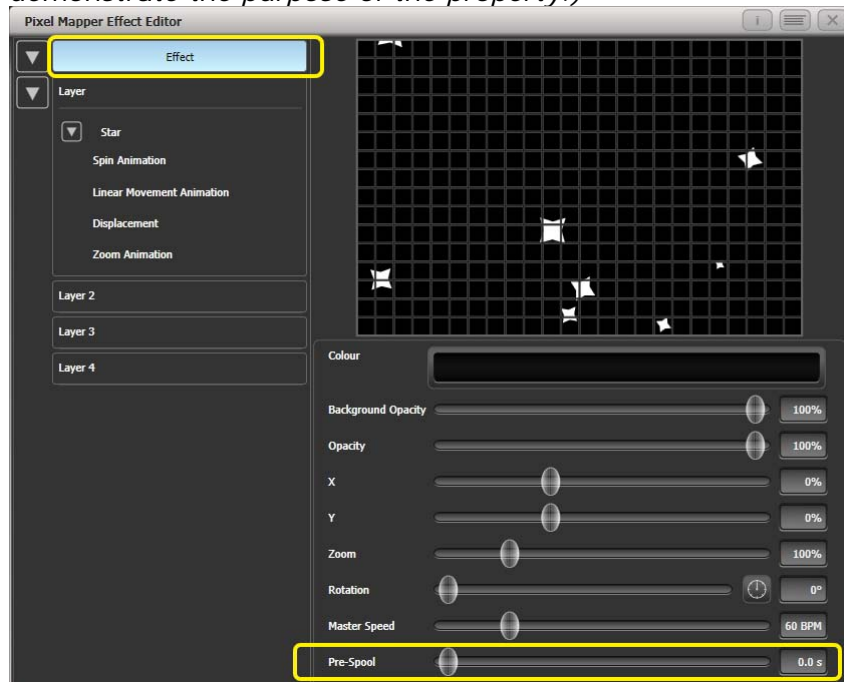 demonstrate the purpose of the property.)
Pixel Mapper Effect Editor
Effect
Layer
Star
Spin Animation
Linear Movement Animation
Displacement
Zoom Animation
Layer 2
Layer 3
Layer 4
Colour
Background Opacity 100%
Opacity 100%
X 0%
Y 0%
Zoom 100%
Rotation 0°
Master Speed 60 BPM
Pre-Spool 0.0 s